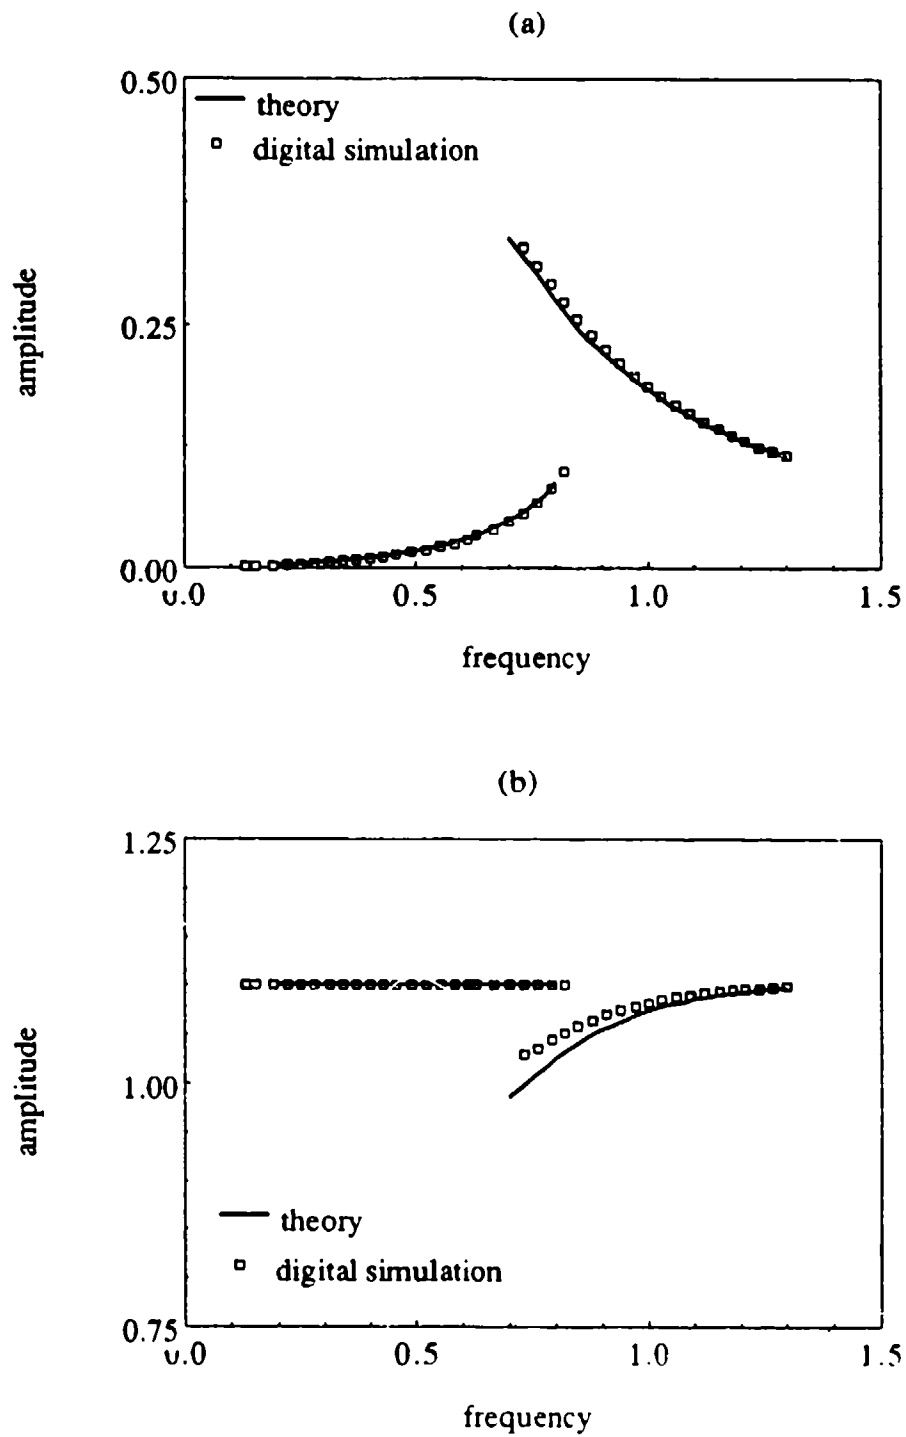 (a)
0.50
theory
digital simulation
0.25
amplitude
0.00
0.0 0.5 1.0 1.5
frequency
(b)
1.25
1.00
amplitude
theory
digital simulation
0.75
0.0 0.5 1.0 1.5
frequency